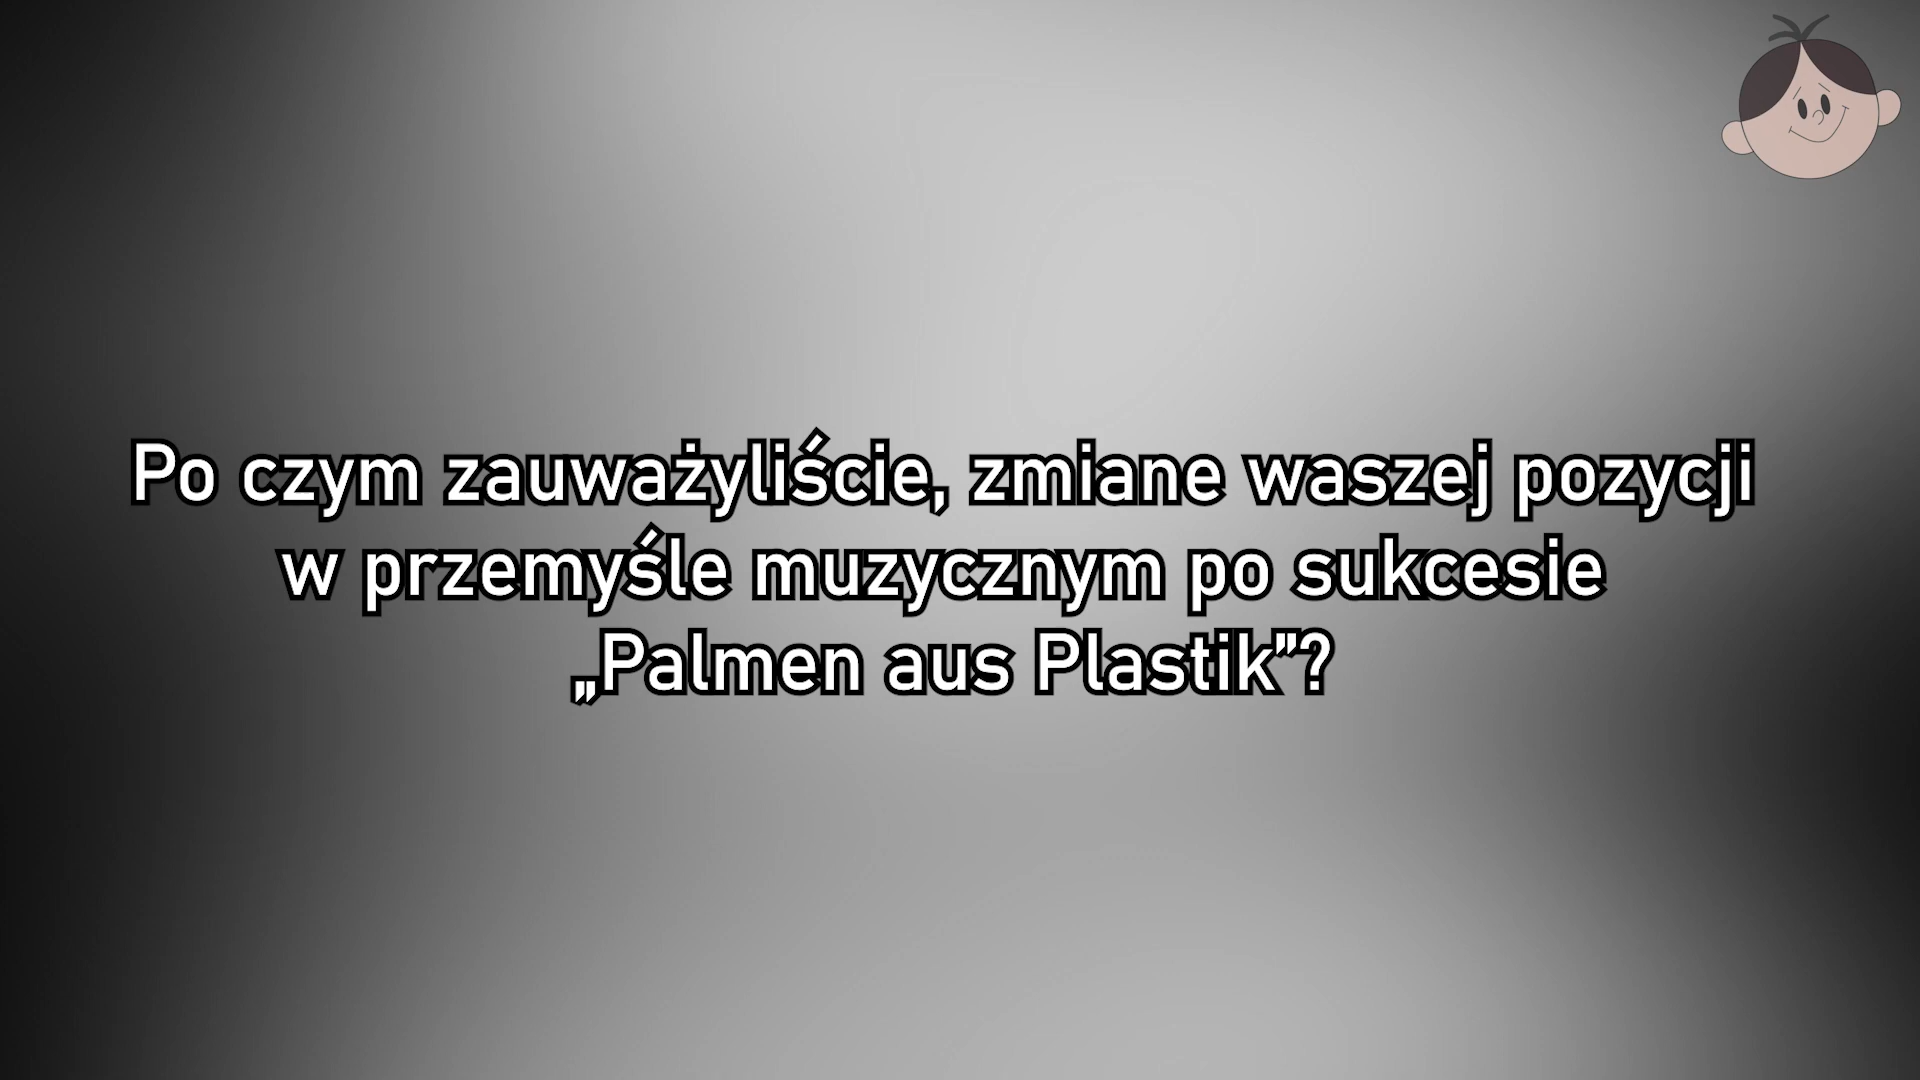 Po czym zauważyliście, zmiane waszej pozycji
w przemyśle muzycznym po sukcesie
„Palmen aus Plastik”?